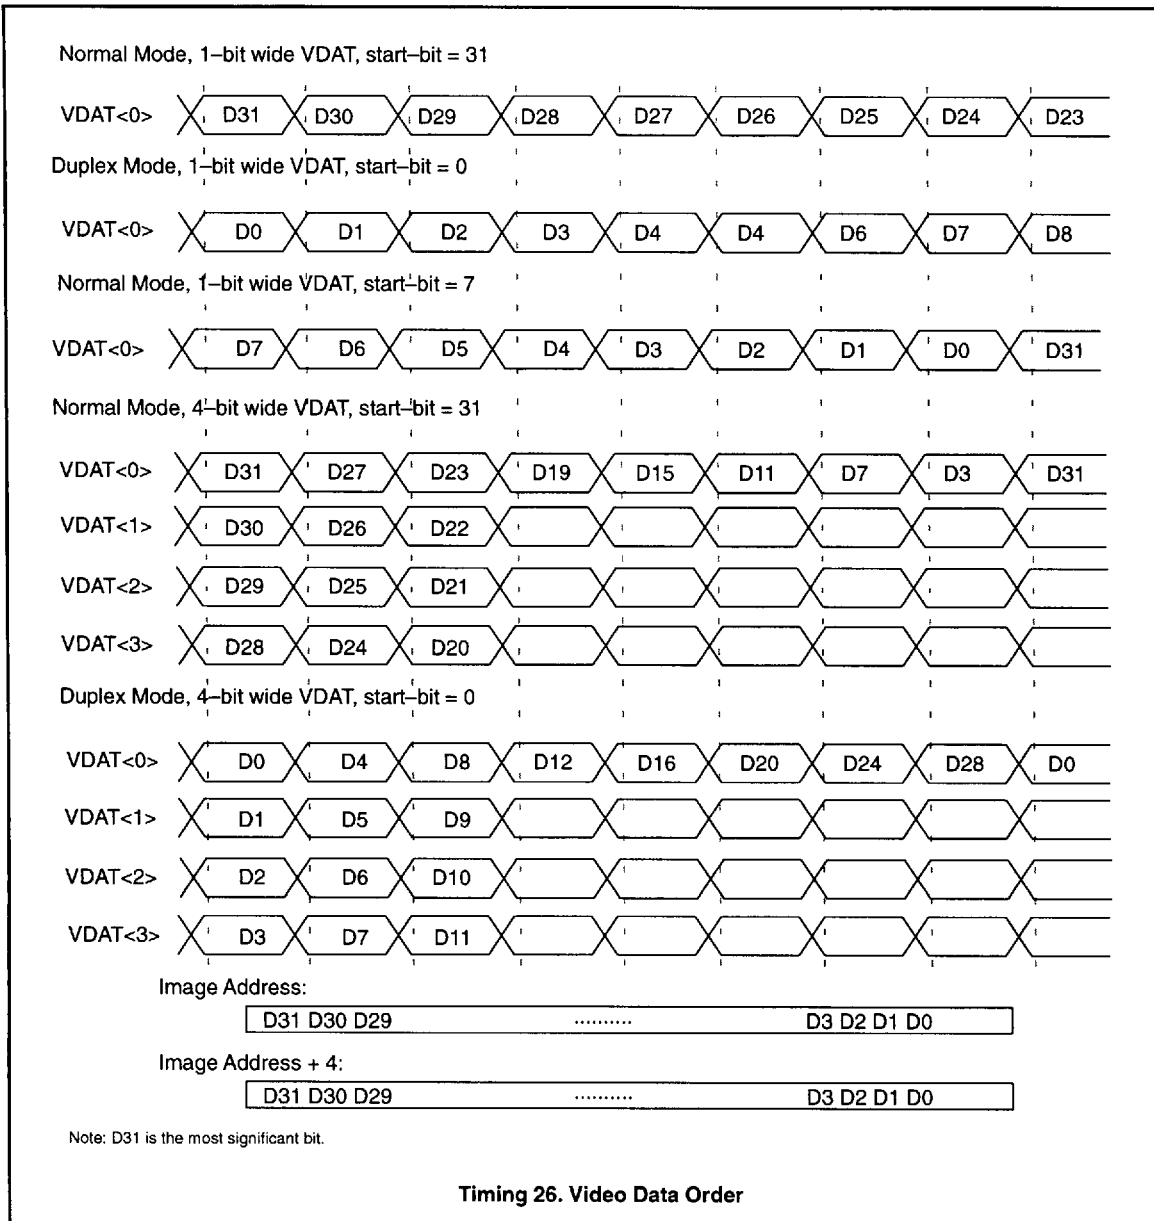 Normal Mode, 1–bit wide VDAT, start–bit = 31
VDAT<0> D31 D30 D29 D28 D27 D26 D25 D24 D23
Duplex Mode, 1–bit wide VDAT, start–bit = 0
VDAT<0> D0 D1 D2 D3 D4 D4 D6 D7 D8
Normal Mode, 1–bit wide VDAT, start–bit = 7
VDAT<0> D7 D6 D5 D4 D3 D2 D1 D0 D31
Normal Mode, 4–bit wide VDAT, start–bit = 31
VDAT<0> D31 D27 D23 D19 D15 D11 D7 D3 D31
VDAT<1> D30 D26 D22
VDAT<2> D29 D25 D21
VDAT<3> D28 D24 D20
Duplex Mode, 4–bit wide VDAT, start–bit = 0
VDAT<0> D0 D4 D8 D12 D16 D20 D24 D28 D0
VDAT<1> D1 D5 D9
VDAT<2> D2 D6 D10
VDAT<3> D3 D7 D11
Image Address:
D31 D30 D29 .......... D3 D2 D1 D0
Image Address + 4:
D31 D30 D29 .......... D3 D2 D1 D0
Note: D31 is the most significant bit.
Timing 26. Video Data Order